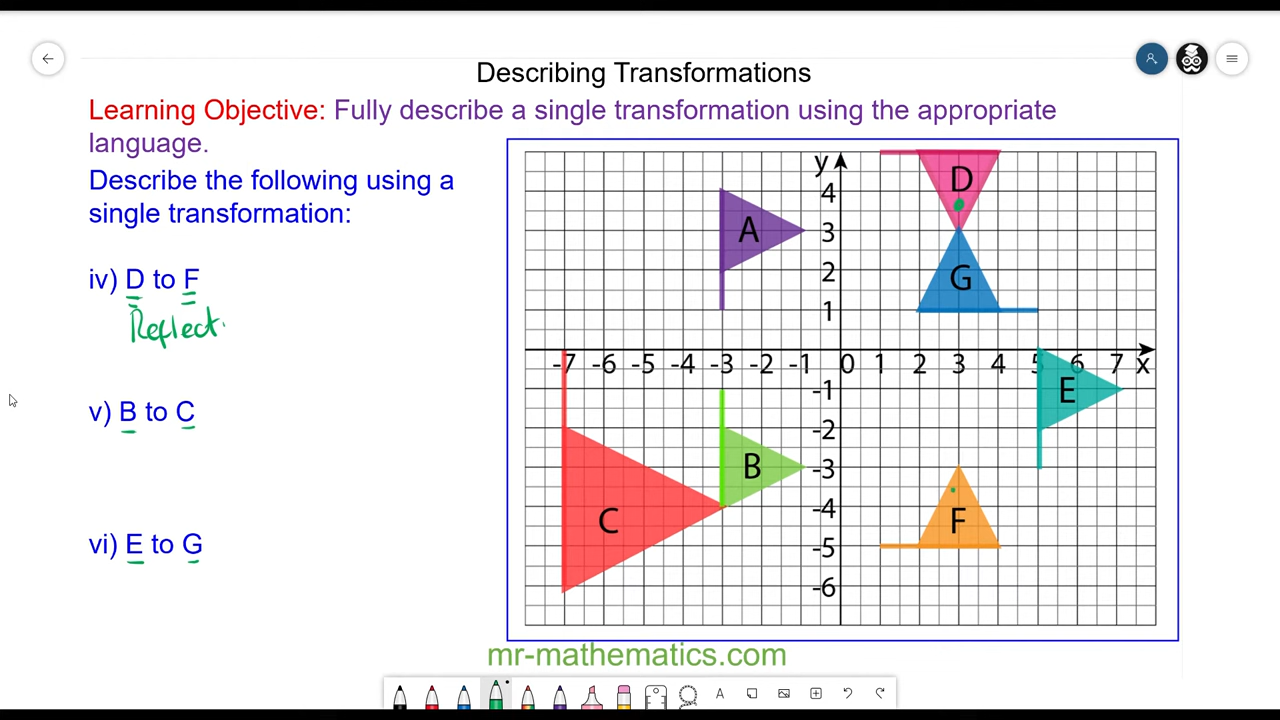 Describing Transformations
Learning Objective: Fully describe a single transformation using the appropriate
language.
Describe the following using a
single transformation:
iv) D to F
Reflect
v) B to C
vi) E to G
y
4
3
2
1
-7 -6 -5 -4 -3 -2 -1 0 1 2 3 4 5 6 7 x
-1
-2
-3
-4
-5
-6
A
B
C
D
E
F
G
mr-mathematics.com
A